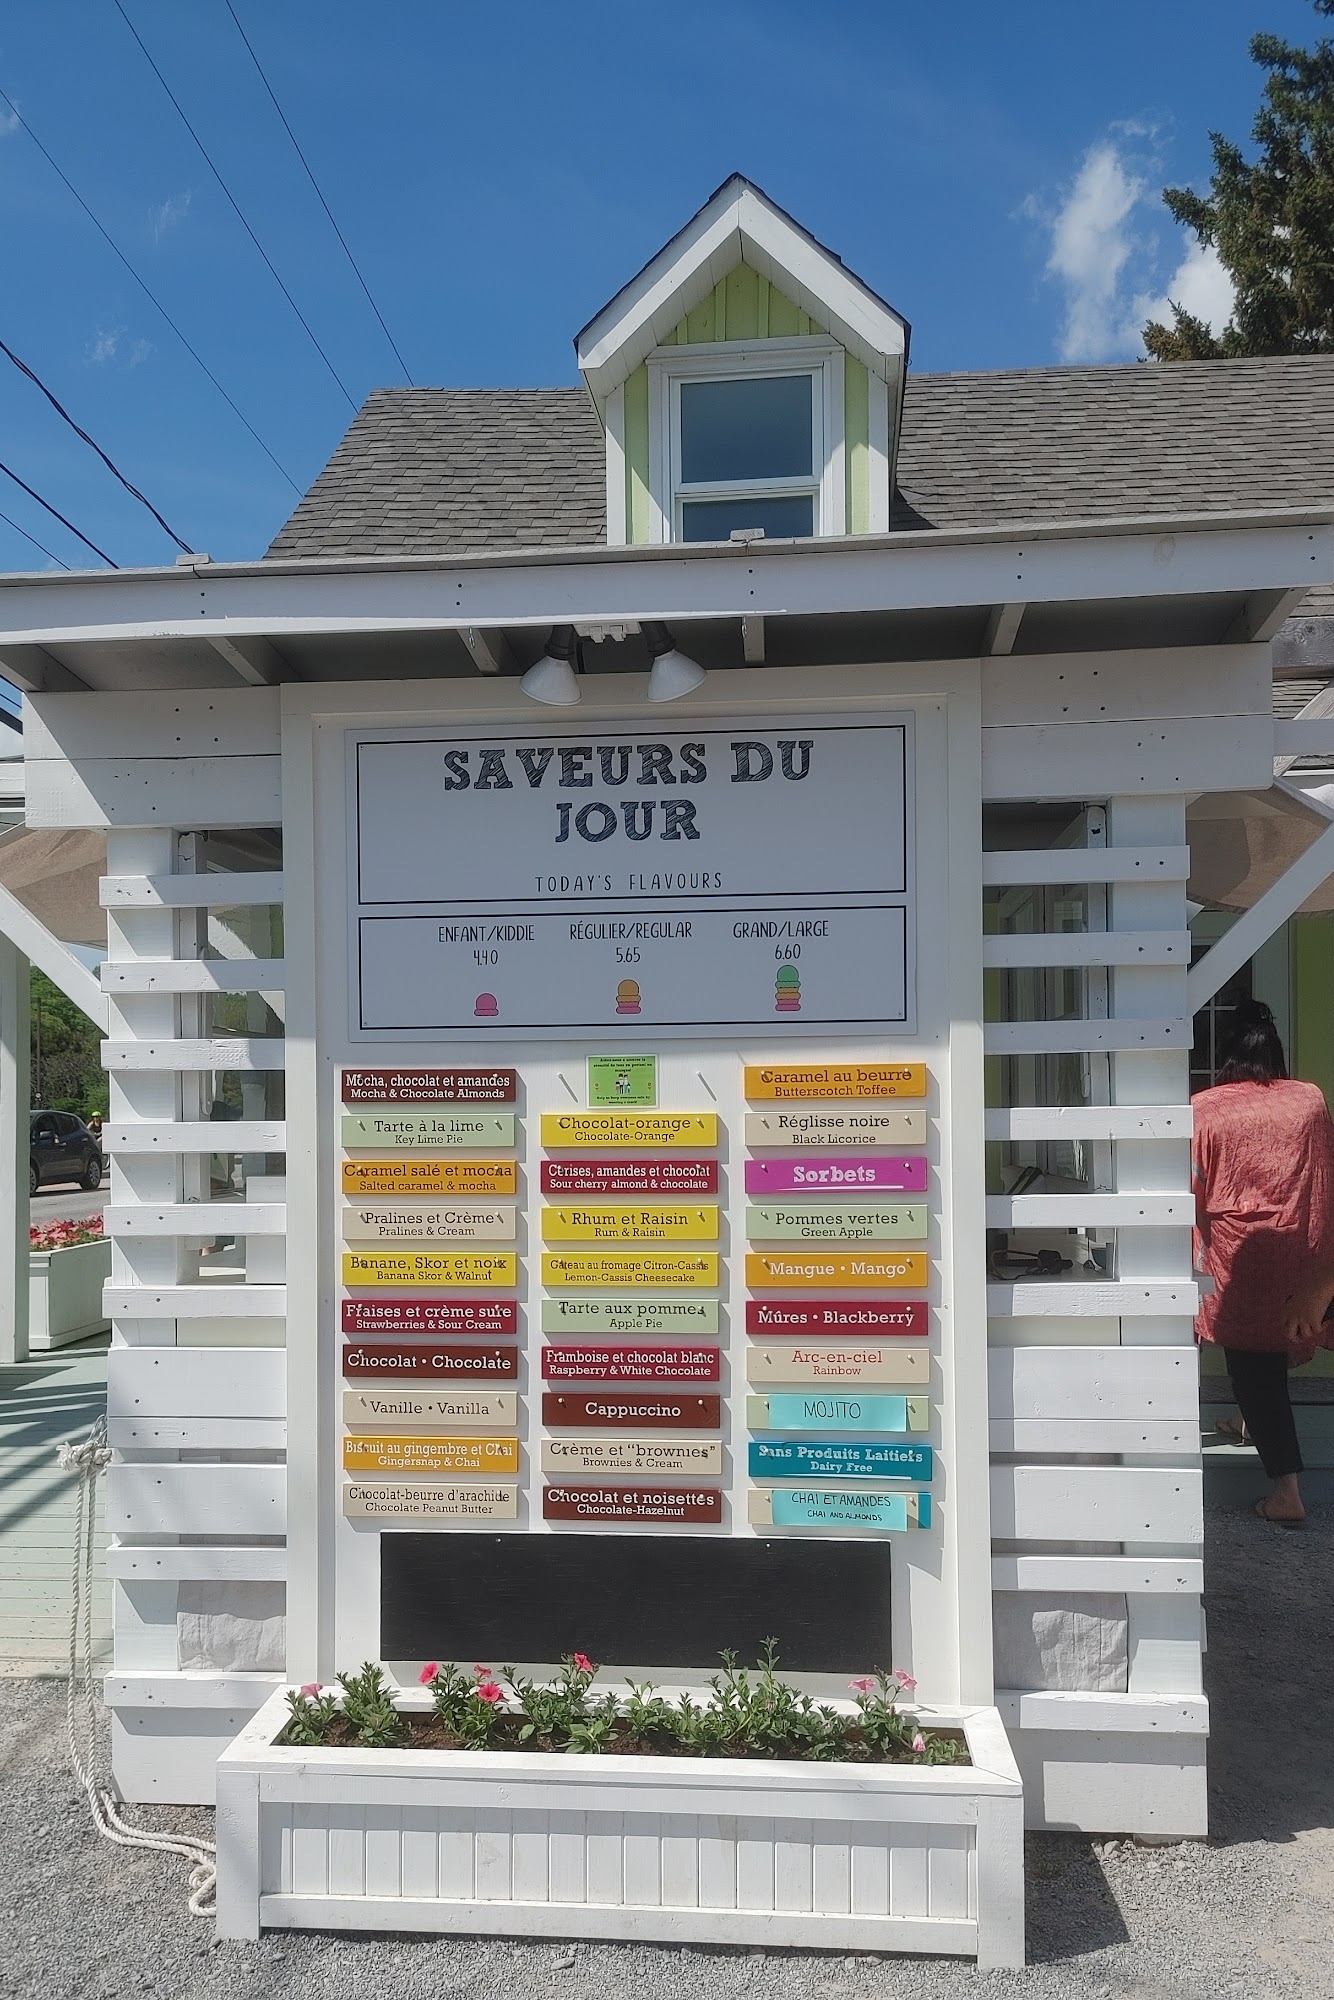 SAVEURS DU
JOUR
TODAY'S FLAVOURS
ENFANT/KIDDIE
4.40
RÉGULIER/REGULAR
5.65
GRAND/LARGE
6.60
Mocha, chocolat et amandes
Mocha & Chocolate Almonds
Tarte à la lime
Key Lime Pie
Caramel salé et mocha
Salted caramel & mocha
Pralines et Crème
Pralines & Cream
Banane, Skor et noix
Banana Skor & Walnut
Fraises et crème sure
Strawberries & Sour Cream
Chocolat • Chocolate
Vanille • Vanilla
Biscuit au gingembre et Chai
Gingersnap & Chai
Chocolat-beurre d'arachide
Chocolate Peanut Butter
Chocolat-orange
Chocolate-Orange
Cerises, amandes et chocolat
Sour cherry almond & chocolate
Rhum et Raisin
Rum & Raisin
Gâteau au fromage Citron-Cassis
Lemon-Cassis Cheesecake
Tarte aux pommes
Apple Pie
Framboise et chocolat blanc
Raspberry & White Chocolate
Cappuccino
Crème et "brownies"
Brownies & Cream
Chocolat et noisettes
Chocolate-Hazelnut
Caramel au beurre
Butterscotch Toffee
Réglisse noire
Black Licorice
Sorbets
Pommes vertes
Green Apple
Mangue • Mango
Mûres • Blackberry
Arc-en-ciel
Rainbow
MOJITO
Sans Produits Laitiers
Dairy Free
CHAI ET AMANDES
CHAI AND ALMONDS